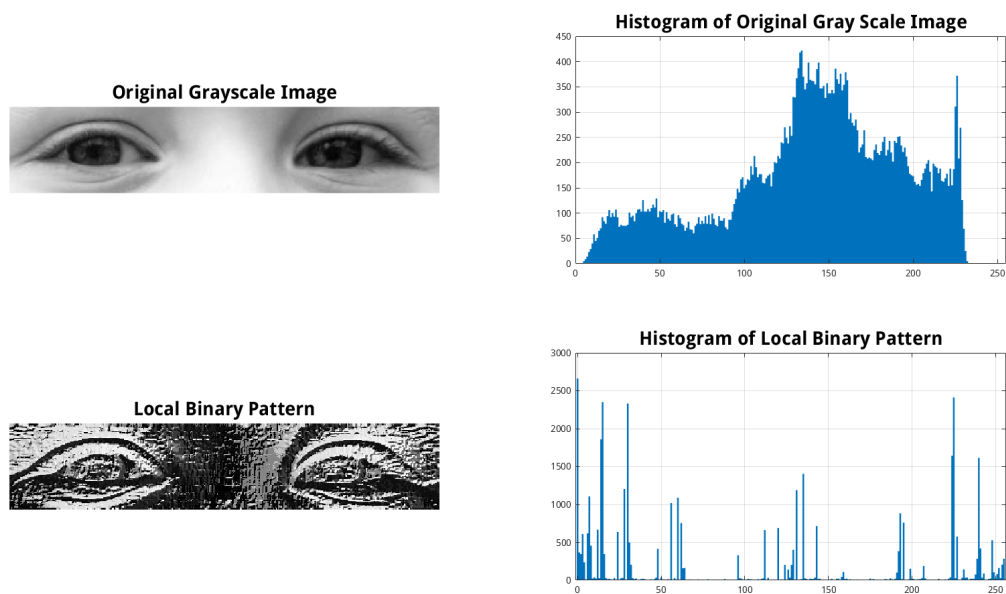 Original Grayscale Image
Histogram of Original Gray Scale Image
450
400
350
300
250
200
150
100
50
0
0 50 100 150 200 250
Local Binary Pattern
Histogram of Local Binary Pattern
3000
2500
2000
1500
1000
500
0
0 50 100 150 200 250